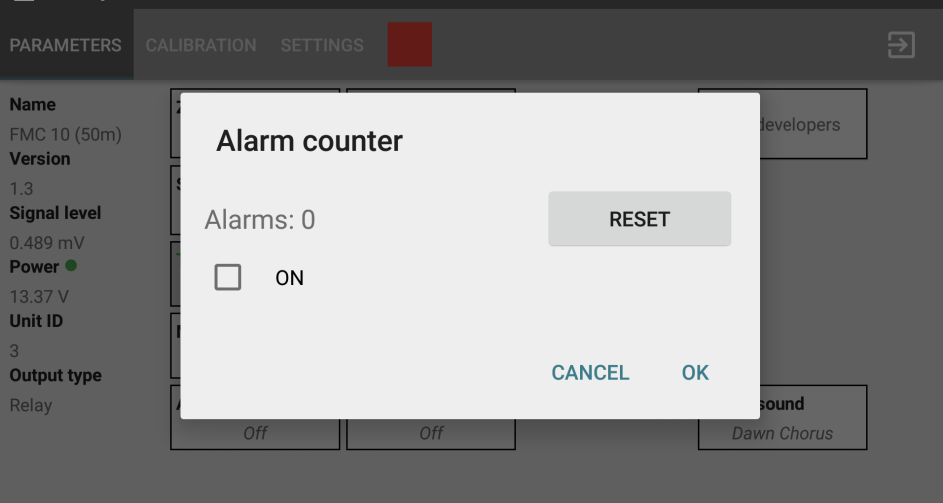 PARAMETERS CALIBRATION SETTINGS
Name
FMC 10 (50m)
Version
1.3
Signal level
0.489 mV
Power
13.37 V
Unit ID
3
Output type
Relay
Alarm counter
Alarms: 0 RESET
ON
CANCEL OK
developers
sound
Off Off Dawn Chorus